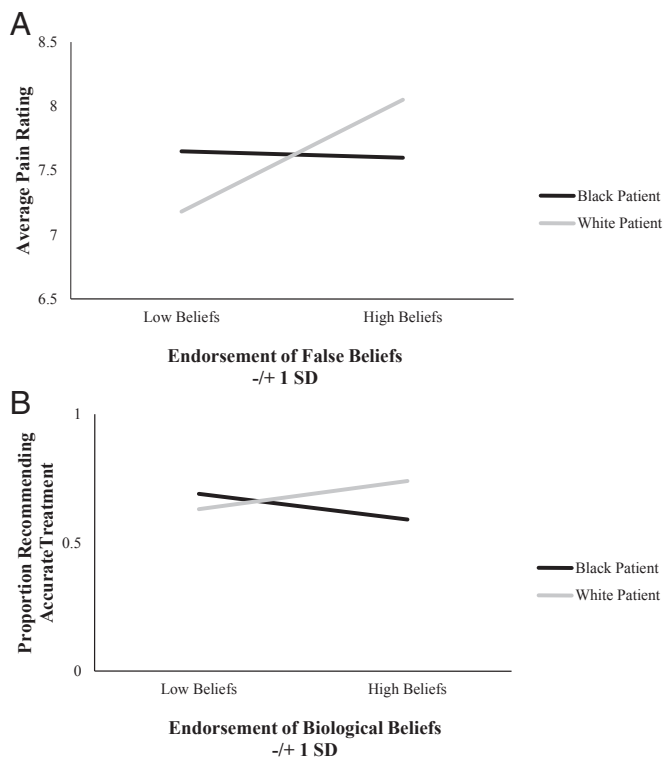 A
8.5
8
7.5
7
6.5
Average Pain Rating
Low Beliefs
High Beliefs
Endorsement of False Beliefs
-/+ 1 SD
Black Patient
White Patient
B
1
0.5
0
Proportion Recommending
AccurateTreatment
Low Beliefs
High Beliefs
Endorsement of Biological Beliefs
-/+ 1 SD
Black Patient
White Patient